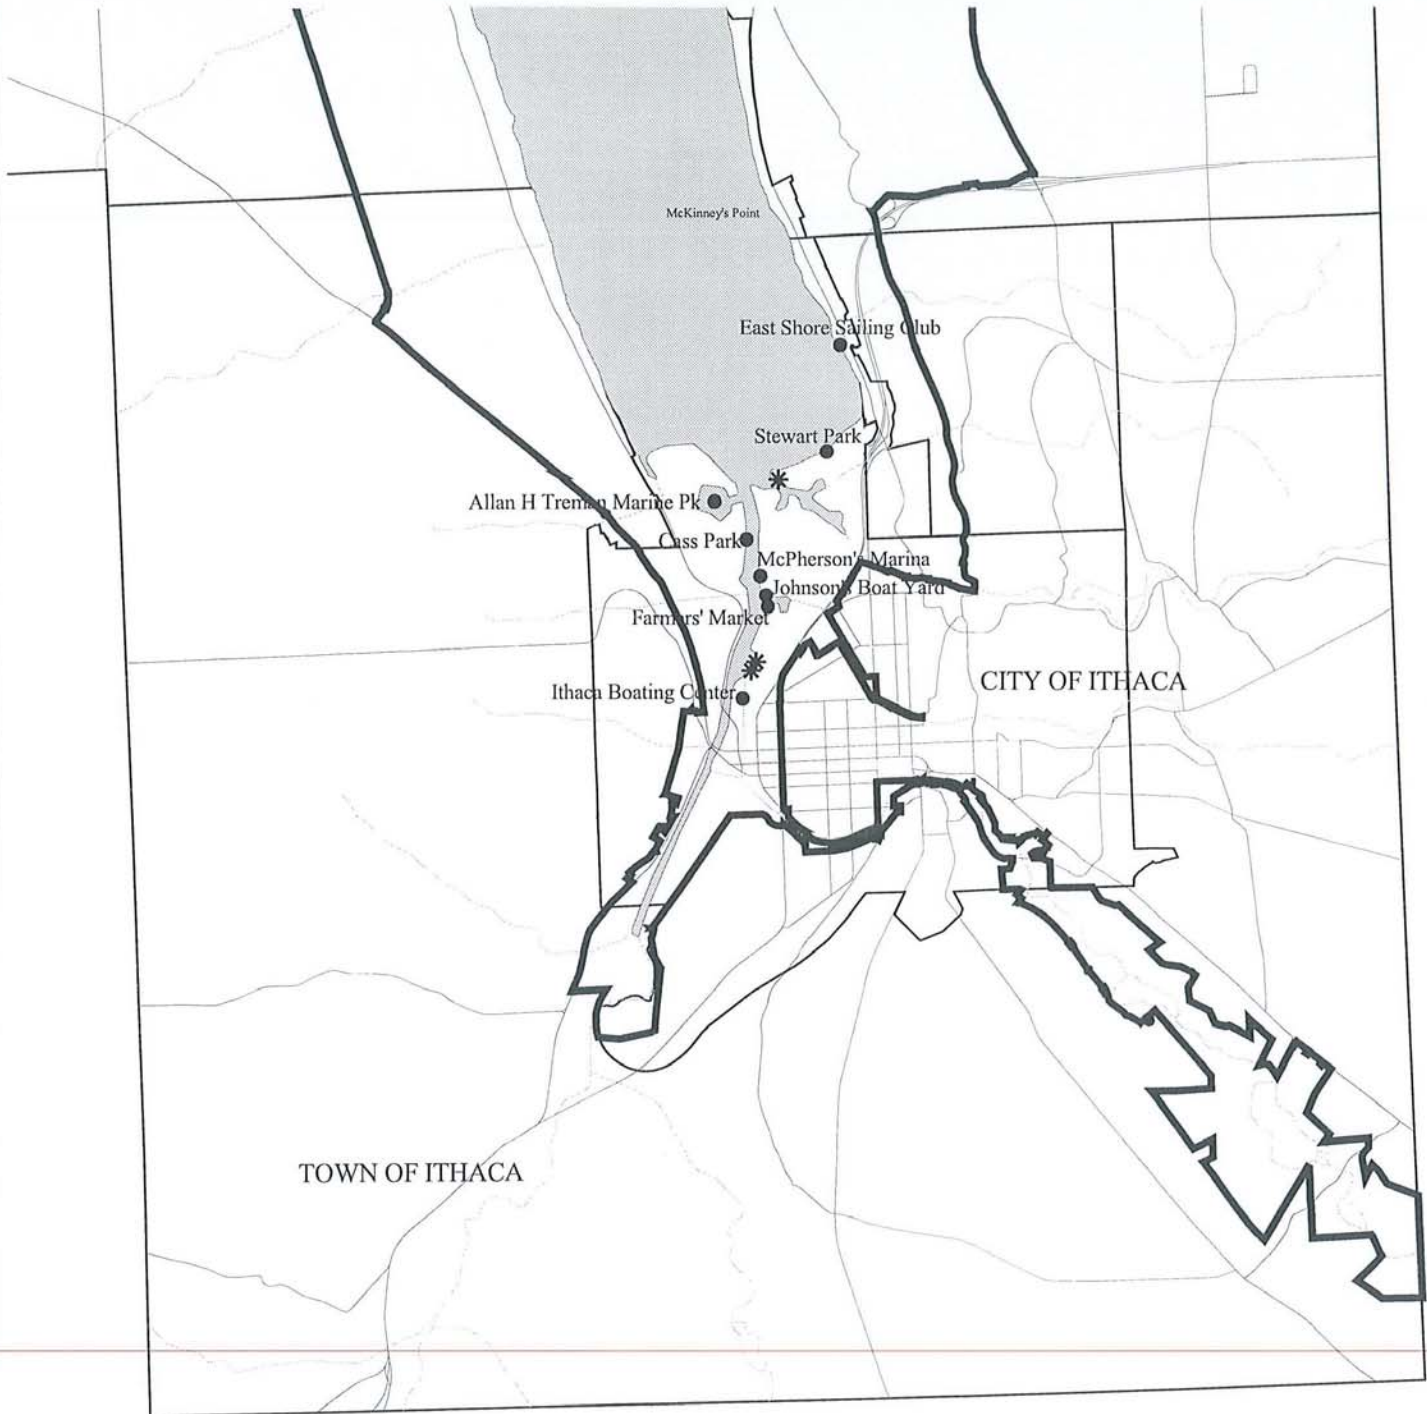 McKinney's Point
East Shore Sailing Club
Stewart Park
Allan H Treman Marine Pk
Cass Park
McPherson's Marina
Johnson's Boat Yard
Farmers' Market
CITY OF ITHACA
Ithaca Boating Center
TOWN OF ITHACA